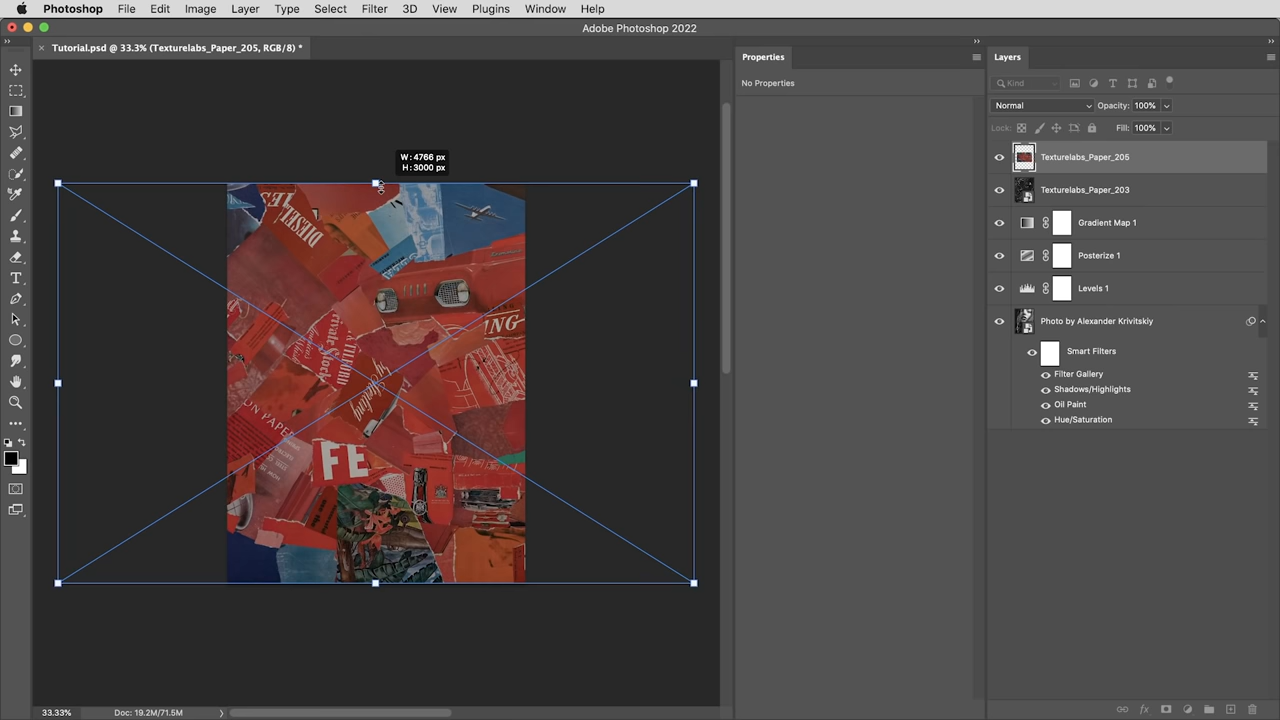 Photoshop File Edit Image Layer Type Select Filter 3D View Plugins Window Help
Adobe Photoshop 2022
Tutorial.psd @ 33.3% (Texturelabs_Paper_205, RGB/8) *
Properties
Layers
No Properties
Kind
Normal
Opacity: 100%
Lock:
Fill: 100%
W: 4766 px
H: 3000 px
Texturelabs_Paper_205
Texturelabs_Paper_203
Gradient Map 1
Posterize 1
Levels 1
Photo by Alexander Krivitskiy
Smart Filters
Filter Gallery
Shadows/Highlights
Oil Paint
Hue/Saturation
DIESEL
ING
ON PAPER
FE
33.33%
Doc: 19.2M/71.5M
fx